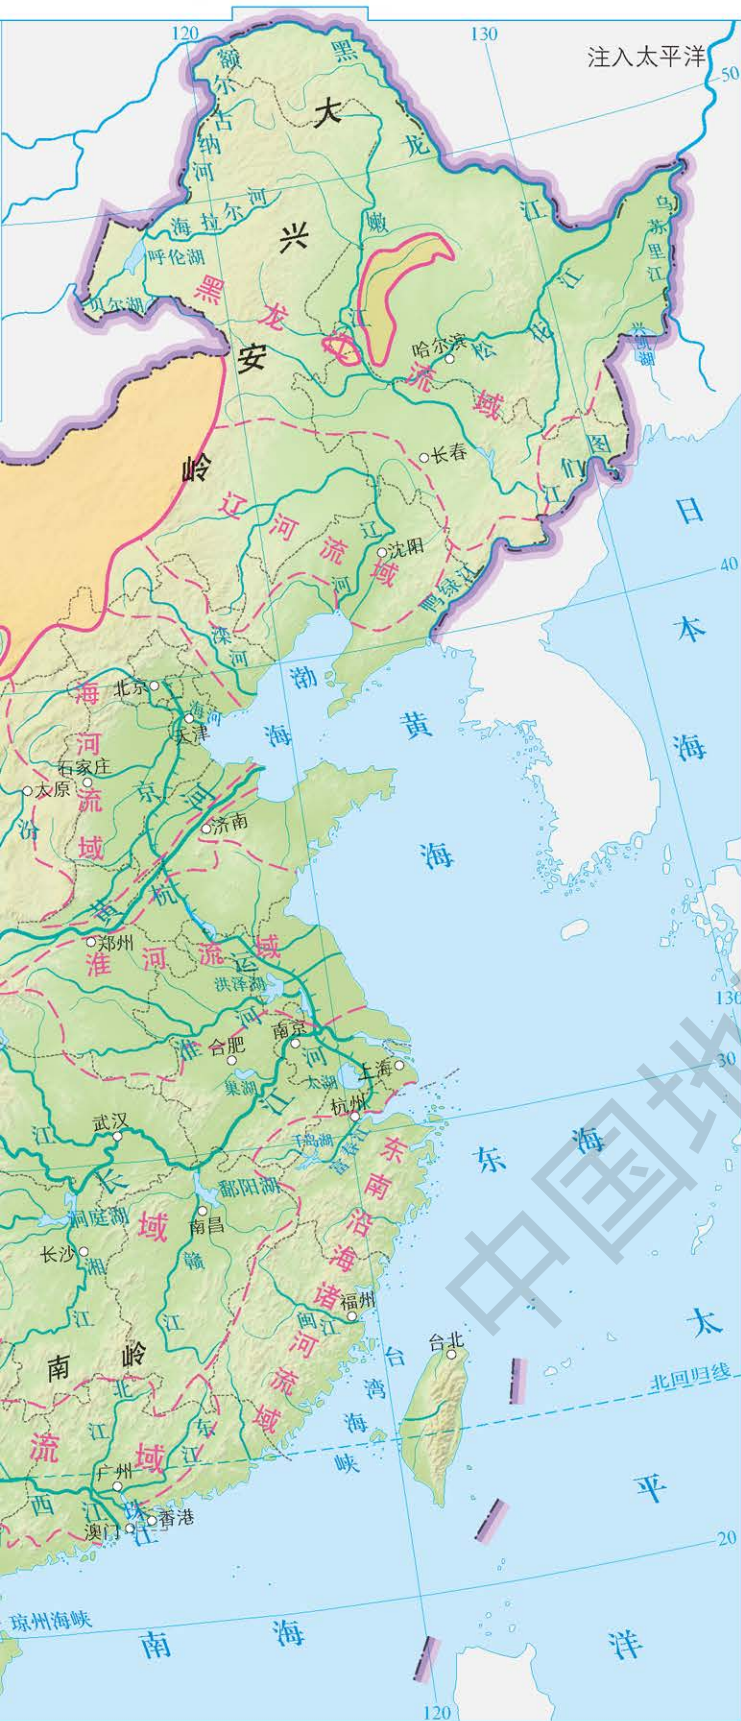 120
130
注入太平洋
50
额尔古纳河
黑龙江
大兴安岭
海拉尔河
呼伦湖
贝尔湖
嫩江
乌苏里江
兴凯湖
黑龙江流域
哈尔滨
松花江
长春
图们江
辽河流域
辽河
沈阳
鸭绿江
日本海
40
滦河
渤海
黄海
北京
海河
天津
海河流域
石家庄
太原
汾
京杭运河
黄河
济南
郑州
淮河流域
洪泽湖
淮河
南京
合肥
巢湖
太湖
上海
130
30
杭州
武汉
江
长江
千岛湖
富春江
东海
东南沿海诸河流域
鄱阳湖
洞庭湖
南昌
域
长沙
湘江
赣江
福州
闽江
台北
台湾海峡
太平洋
南岭
北江
东江
北回归线
流域
广州
西江
珠江
香港
澳门
20
琼州海峡
南海
120
中国地